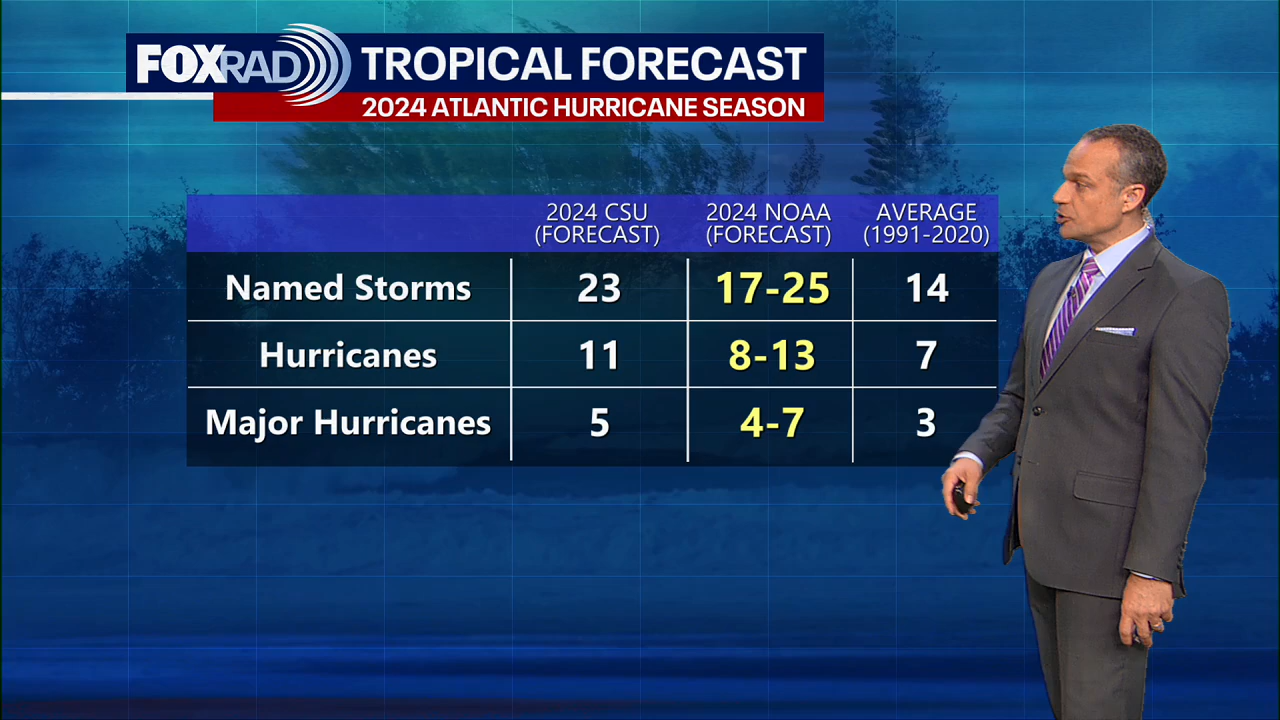 FOXRAD TROPICAL FORECAST
2024 ATLANTIC HURRICANE SEASON
2024 CSU 2024 NOAA AVERAGE
(FORECAST) (FORECAST) (1991-2020)
Named Storms 23 17-25 14
Hurricanes 11 8-13 7
Major Hurricanes 5 4-7 3